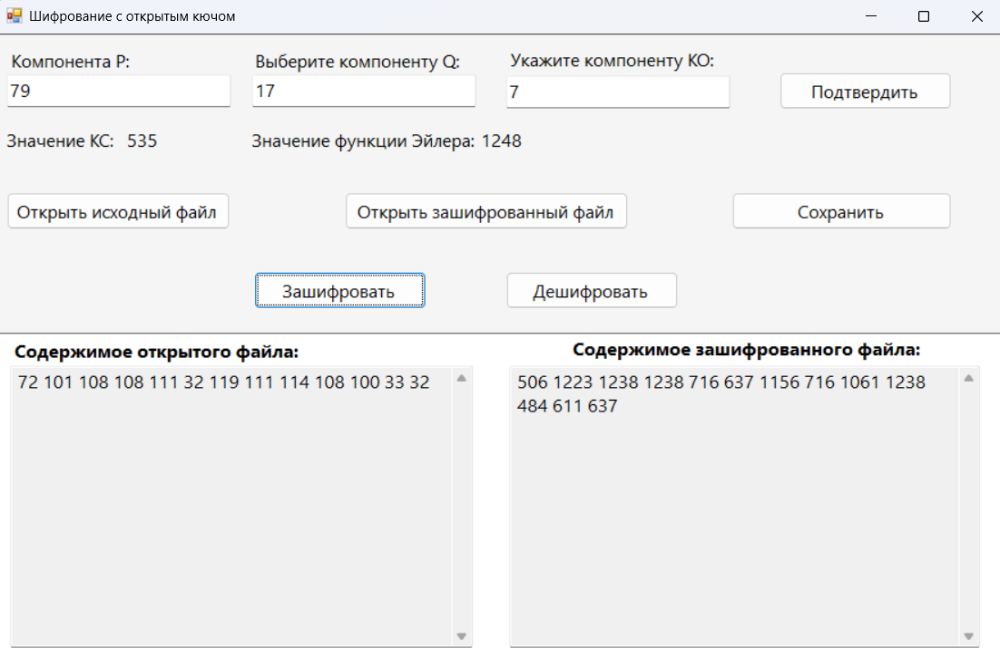 Шифрование с открытым кючом
Компонента P:
Выберите компоненту Q:
Укажите компоненту КО:
79
17
7
Подтвердить
Значение КС: 535
Значение функции Эйлера: 1248
Открыть исходный файл
Открыть зашифрованный файл
Сохранить
Зашифровать
Дешифровать
Содержимое открытого файла:
72 101 108 108 111 32 119 111 114 108 100 33 32
Содержимое зашифрованного файла:
506 1223 1238 1238 716 637 1156 716 1061 1238
484 611 637